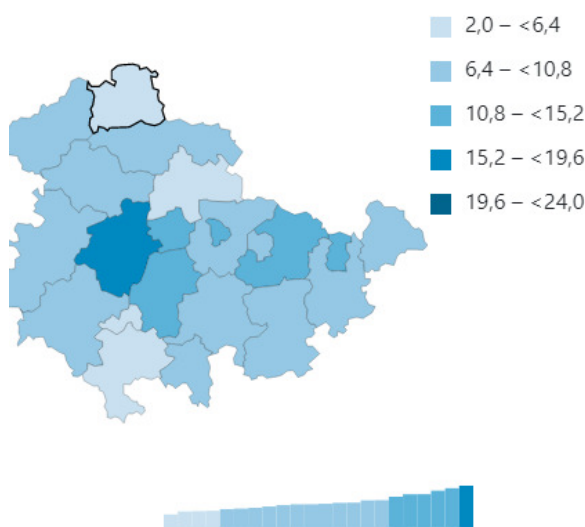 2,0 – <6,4
6,4 – <10,8
10,8 – <15,2
15,2 – <19,6
19,6 – <24,0